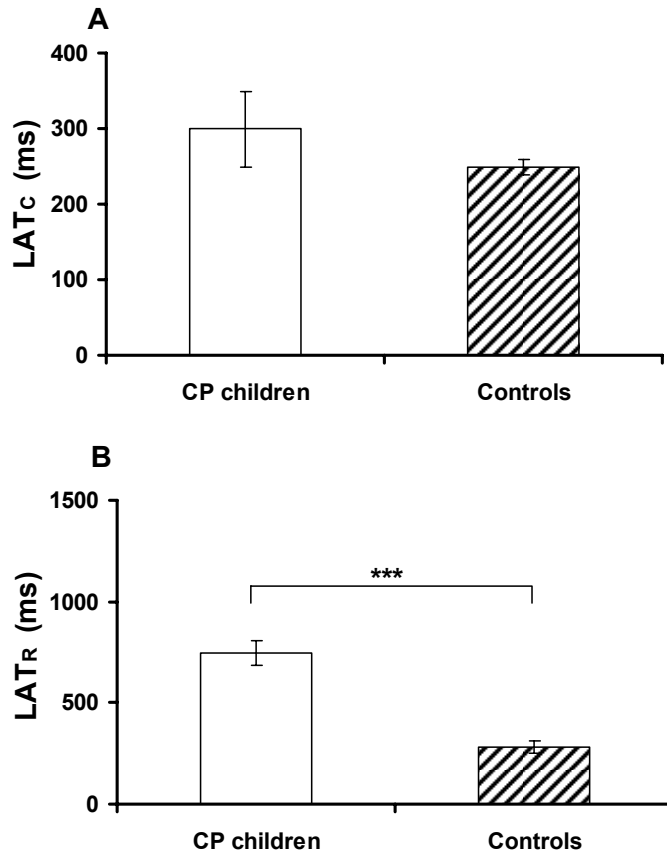 A
400
300
200
100
0
LATC (ms)
CP children Controls
B
1500
1000
500
0
LATR (ms)
***
CP children Controls